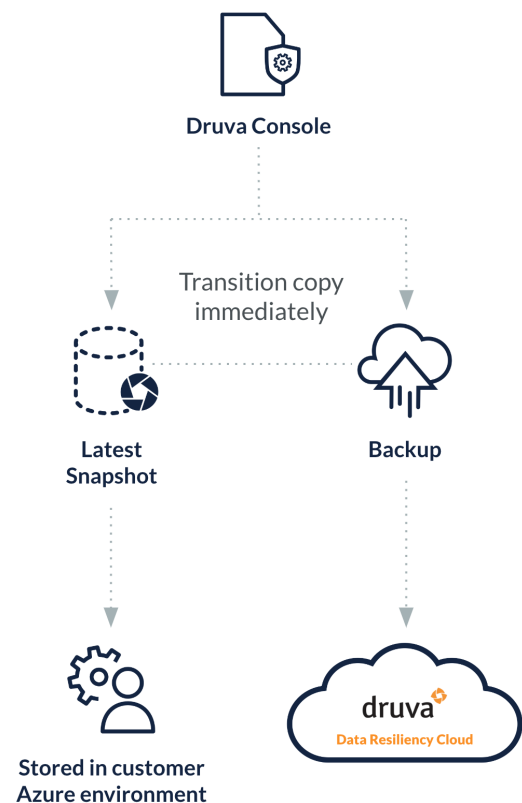 Druva Console
Transition copy
immediately
Latest
Snapshot
Backup
druva
Data Resiliency Cloud
Stored in customer
Azure environment